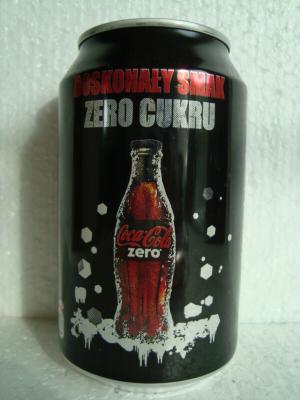 DOSKONAŁY SMAK
ZERO CUKRU
Coca-Cola
zero